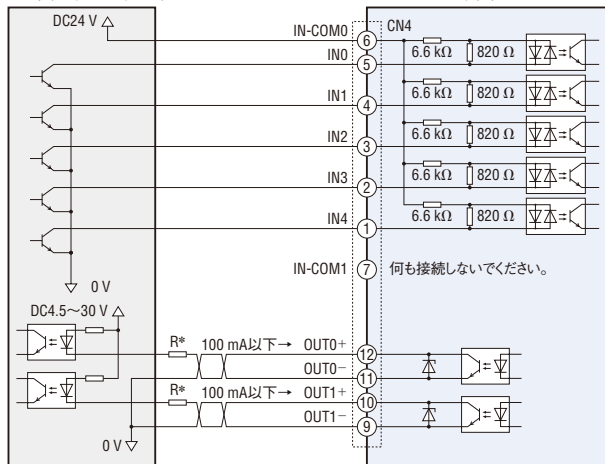 DC24 V
IN-COM0
CN4
6
6.6 kΩ
820 Ω
IN0
5
6.6 kΩ
820 Ω
IN1
4
6.6 kΩ
820 Ω
IN2
3
6.6 kΩ
820 Ω
IN3
2
6.6 kΩ
820 Ω
IN4
1
0 V
IN-COM1
7
何も接続しないでください。
DC4.5～30 V
R*
100 mA以下→
OUT0+
12
OUT0−
11
R*
100 mA以下→
OUT1+
10
OUT1−
9
0 V